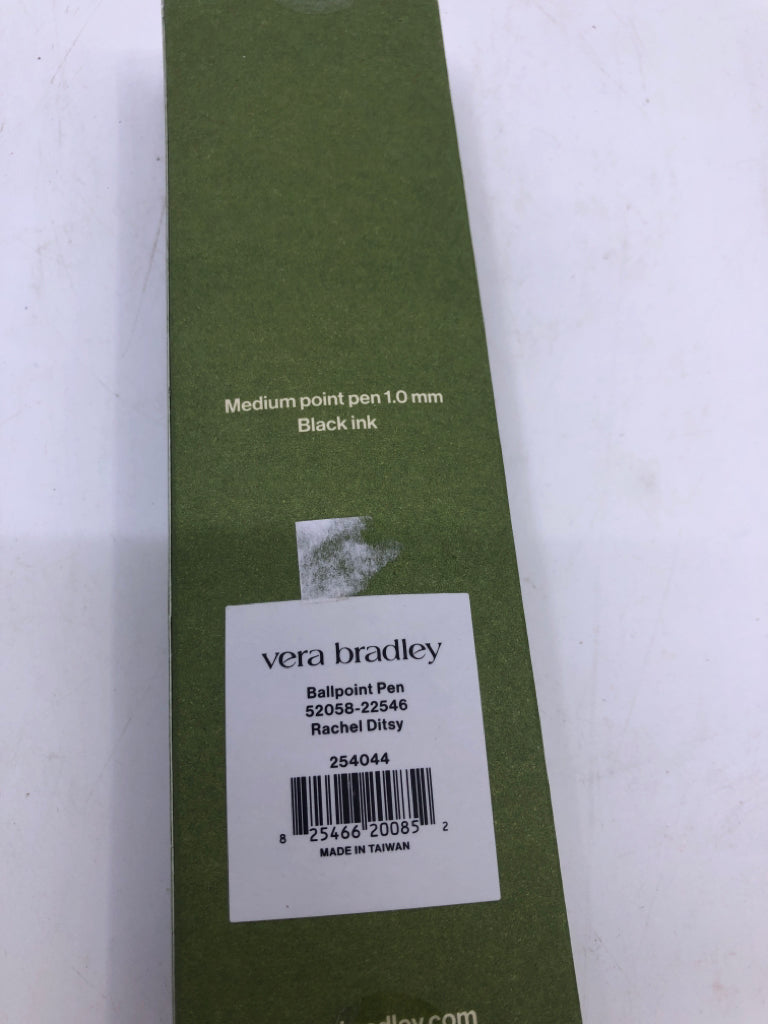 Medium point pen 1.0 mm
Black ink
vera bradley
Ballpoint Pen
52058-22546
Rachel Ditsy
254044
8 25466 20085 2
MADE IN TAIWAN